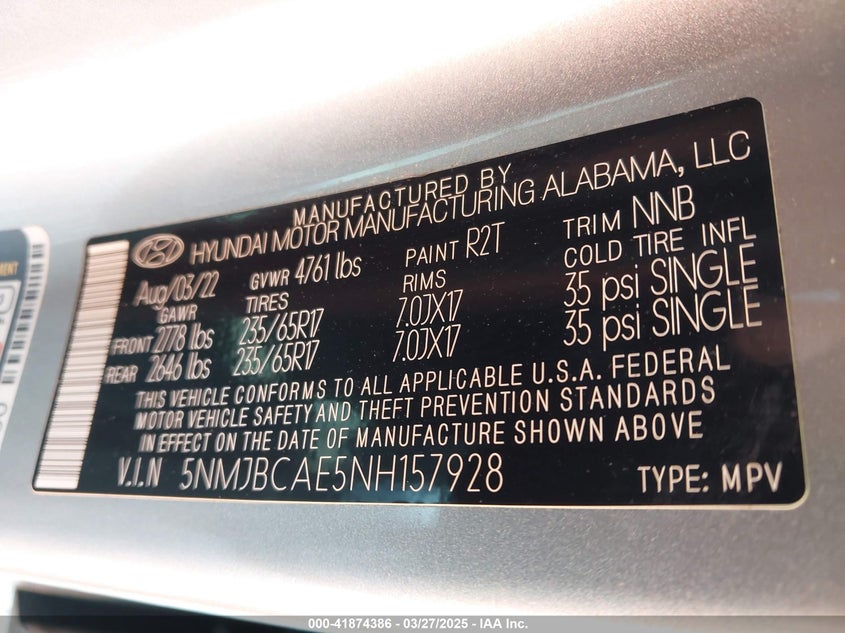 MANUFACTURED BY
HYUNDAI MOTOR MANUFACTURING ALABAMA, LLC
Aug/03/22 GVWR 4761 lbs PAINT R2T TRIM NNB
GAWR TIRES RIMS COLD TIRE INFL
FRONT 2778 lbs 235/65R17 7.0JX17 35 psi SINGLE
REAR 2646 lbs 235/65R17 7.0JX17 35 psi SINGLE
THIS VEHICLE CONFORMS TO ALL APPLICABLE U.S.A. FEDERAL
MOTOR VEHICLE SAFETY AND THEFT PREVENTION STANDARDS
IN EFFECT ON THE DATE OF MANUFACTURE SHOWN ABOVE
V.I.N 5NMJBCAE5NH157928 TYPE: MPV
000-41874386 - 03/27/2025 - IAA Inc.